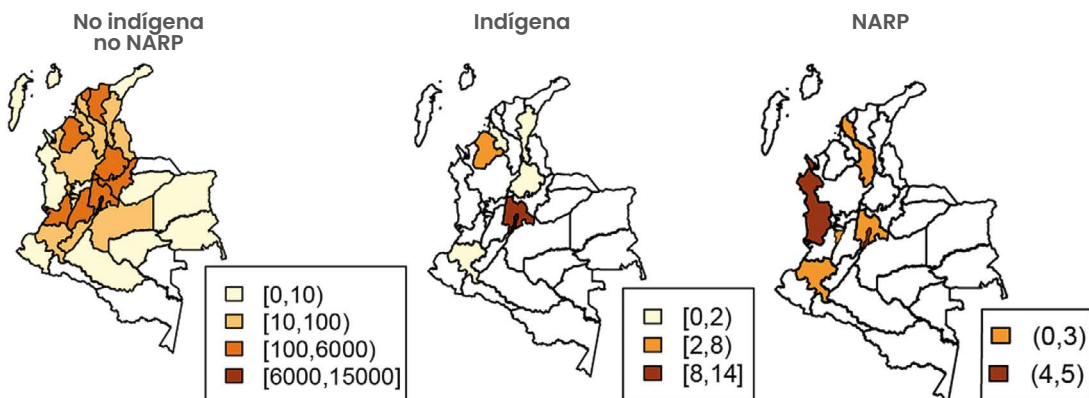 No indígena
no NARP
Indígena
NARP
[0,10)
[10,100)
[100,6000)
[6000,15000]
[0,2)
[2,8)
[8,14]
(0,3)
(4,5)